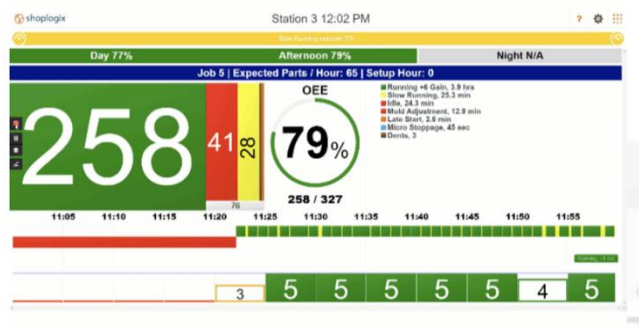 shoplogix
Station 3 12:02 PM
?
Day 77%
Afternoon 79%
Night N/A
Job 5 | Expected Parts / Hour: 65 | Setup Hour: 0
258
41
28
76
OEE
79%
258 / 327
Running +6 Gain, 3.9 hrs
Slow Running, 25.3 min
Idle, 24.3 min
Mold Adjustment, 12.9 min
Late Start, 2.6 min
Micro Stoppage, 45 sec
Dents, 3
11:05 11:10 11:15 11:20 11:25 11:30 11:35 11:40 11:45 11:50 11:55
3 5 5 5 5 5 4 5